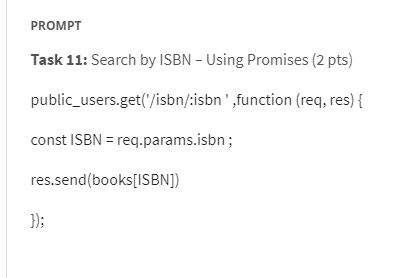 PROMPT
Task 11: Search by ISBN – Using Promises (2 pts)
public_users.get('/isbn/:isbn ' ,function (req, res) {
const ISBN = req.params.isbn ;
res.send(books[ISBN])
});